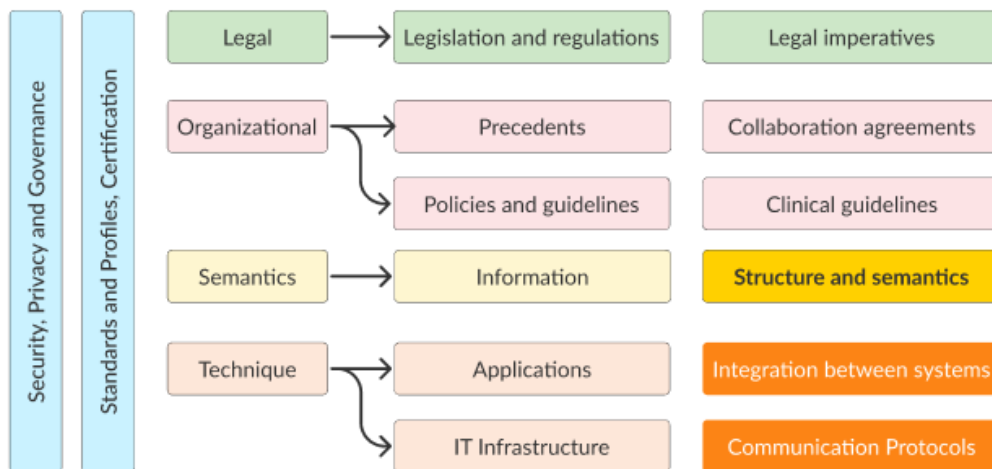 Security, Privacy and Governance
Standards and Profiles, Certification
Legal
Legislation and regulations
Legal imperatives
Organizational
Precedents
Collaboration agreements
Policies and guidelines
Clinical guidelines
Semantics
Information
Structure and semantics
Technique
Applications
Integration between systems
IT Infrastructure
Communication Protocols